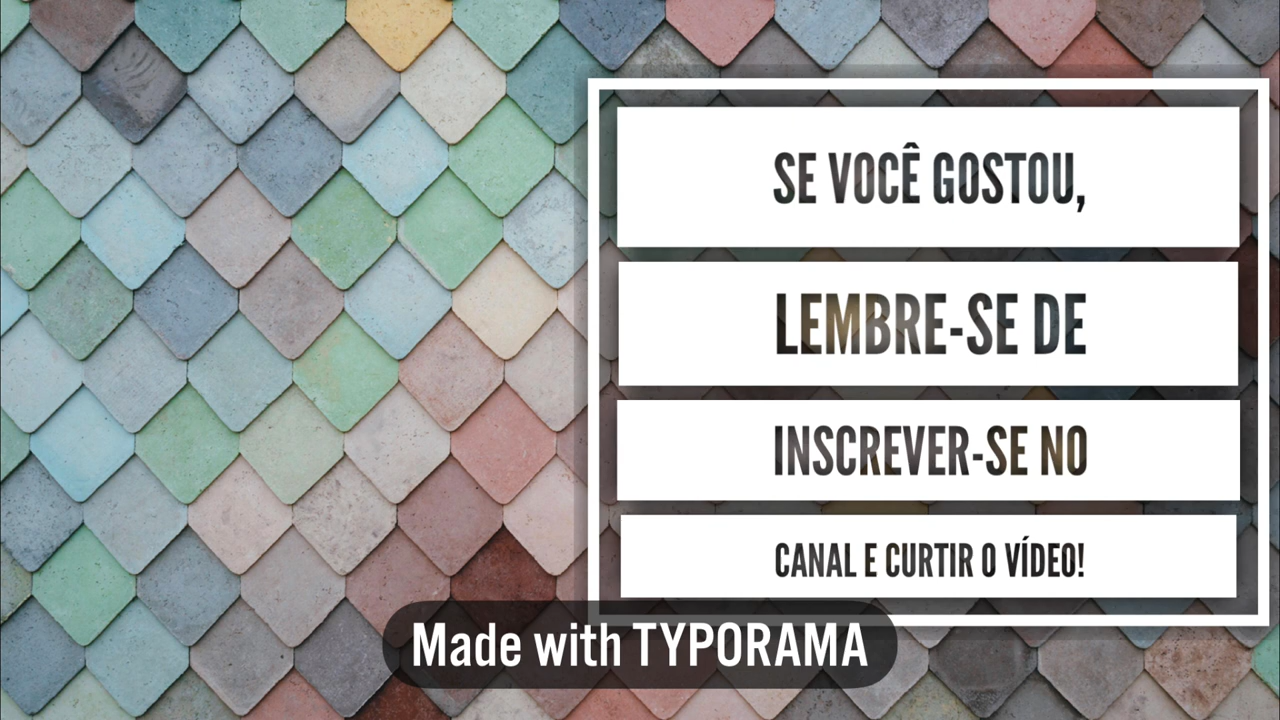 SE VOCÊ GOSTOU,
LEMBRE-SE DE
INSCREVER-SE NO
CANAL E CURTIR O VÍDEO!
Made with TYPORAMA